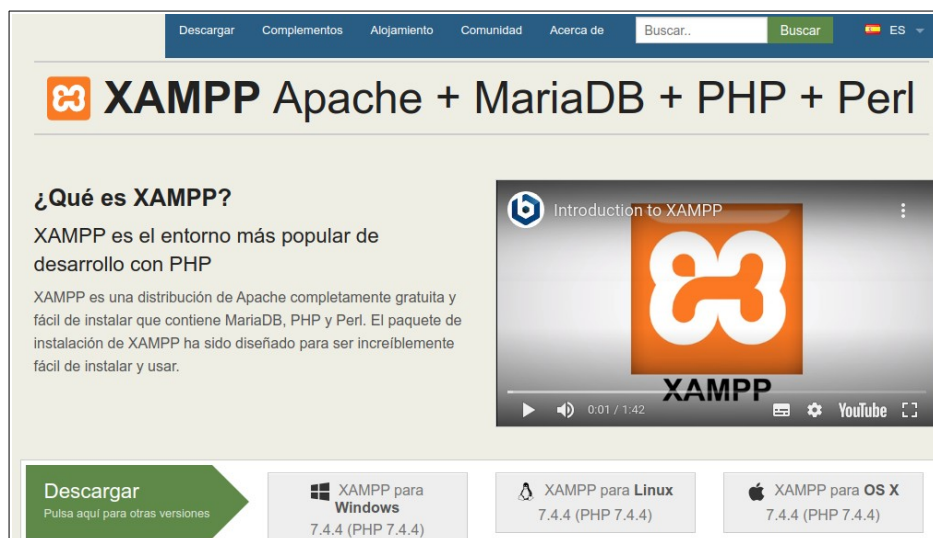 Descargar Complementos Alojamiento Comunidad Acerca de Buscar.. Buscar ES
XAMPP Apache + MariaDB + PHP + Perl
¿Qué es XAMPP?
XAMPP es el entorno más popular de
desarrollo con PHP
XAMPP es una distribución de Apache completamente gratuita y
fácil de instalar que contiene MariaDB, PHP y Perl. El paquete de
instalación de XAMPP ha sido diseñado para ser increíblemente
fácil de instalar y usar.
Introduction to XAMPP
XAMPP
0:01 / 1:42 YouTube
Descargar
Pulsa aquí para otras versiones
XAMPP para
Windows
7.4.4 (PHP 7.4.4)
XAMPP para Linux
7.4.4 (PHP 7.4.4)
XAMPP para OS X
7.4.4 (PHP 7.4.4)